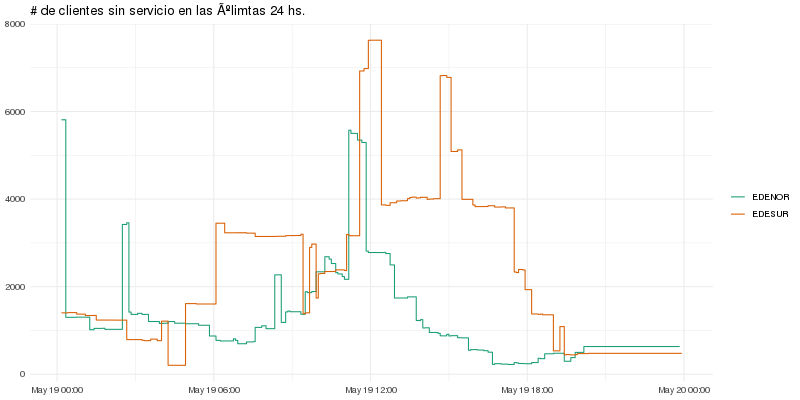 # de clientes sin servicio en las Ãºlimtas 24 hs.
8000
6000
4000
2000
0
May 19 00:00
May 19 06:00
May 19 12:00
May 19 18:00
May 20 00:00
EDENOR
EDESUR